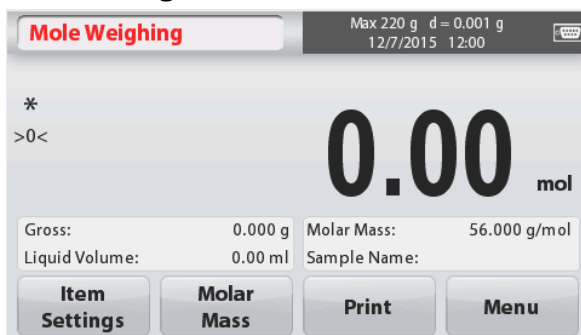 Mole Weighing
Max 220 g d = 0.001 g
12/7/2015 12:00
*
>0<
0.00 mol
Gross: 0.000 g
Liquid Volume: 0.00 ml
Molar Mass: 56.000 g/mol
Sample Name:
Item Settings
Molar Mass
Print
Menu